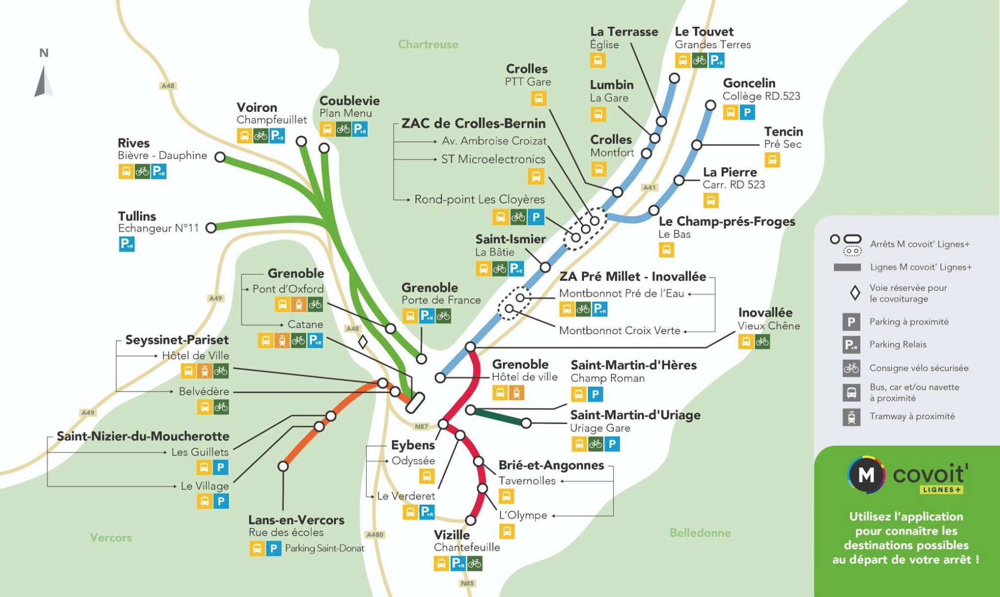 N
Chartreuse
La Terrasse
Église
Le Touvet
Grandes Terres
P+R
Crolles
PTT Gare
Lumbin
La Gare
Goncelin
Collège RD.523
P
A48
Voiron
Champfeuillet
P+R
Coublevie
Plan Menu
P+R
ZAC de Crolles-Bernin
Av. Ambroise Croizat
ST Microelectronics
Rond-point Les Cloyères
P
Crolles
Montfort
Tencin
Pré Sec
Rives
Bièvre - Dauphine
P+R
La Pierre
Carr. RD 523
A41
Tullins
Echangeur N°11
P+R
Le Champ-prés-Froges
Le Bas
Saint-Ismier
La Bâtie
P+R
Grenoble
Pont d'Oxford
Catane
P+R
Grenoble
Porte de France
P+R
ZA Pré Millet - Inovallée
Montbonnot Pré de l'Eau
P+R
Montbonnot Croix Verte
Inovallée
Vieux Chêne
A49
A48
Seyssinet-Pariset
Hôtel de Ville
Belvédère
Grenoble
Hôtel de ville
Saint-Martin-d'Hères
Champ Roman
P
Saint-Martin-d'Uriage
Uriage Gare
P
A49
N87
Saint-Nizier-du-Moucherotte
Les Guillets
P
Le Village
P
Eybens
Odyssée
Le Verderet
P+R
Brié-et-Angonnes
Tavernolles
L'Olympe
Lans-en-Vercors
Rue des écoles
P Parking Saint-Donat
Vercors
A480
Vizille
Chantefeuille
P+R
N85
Belledonne
Arrêts M covoit' Lignes+
Lignes M covoit' Lignes+
Voie réservée pour
le covoiturage
P Parking à proximité
P+R Parking Relais
Consigne vélo sécurisée
Bus, car et/ou navette
à proximité
Tramway à proximité
M covoit'
LIGNES+
Utilisez l'application
pour connaître les
destinations possibles
au départ de votre arrêt !